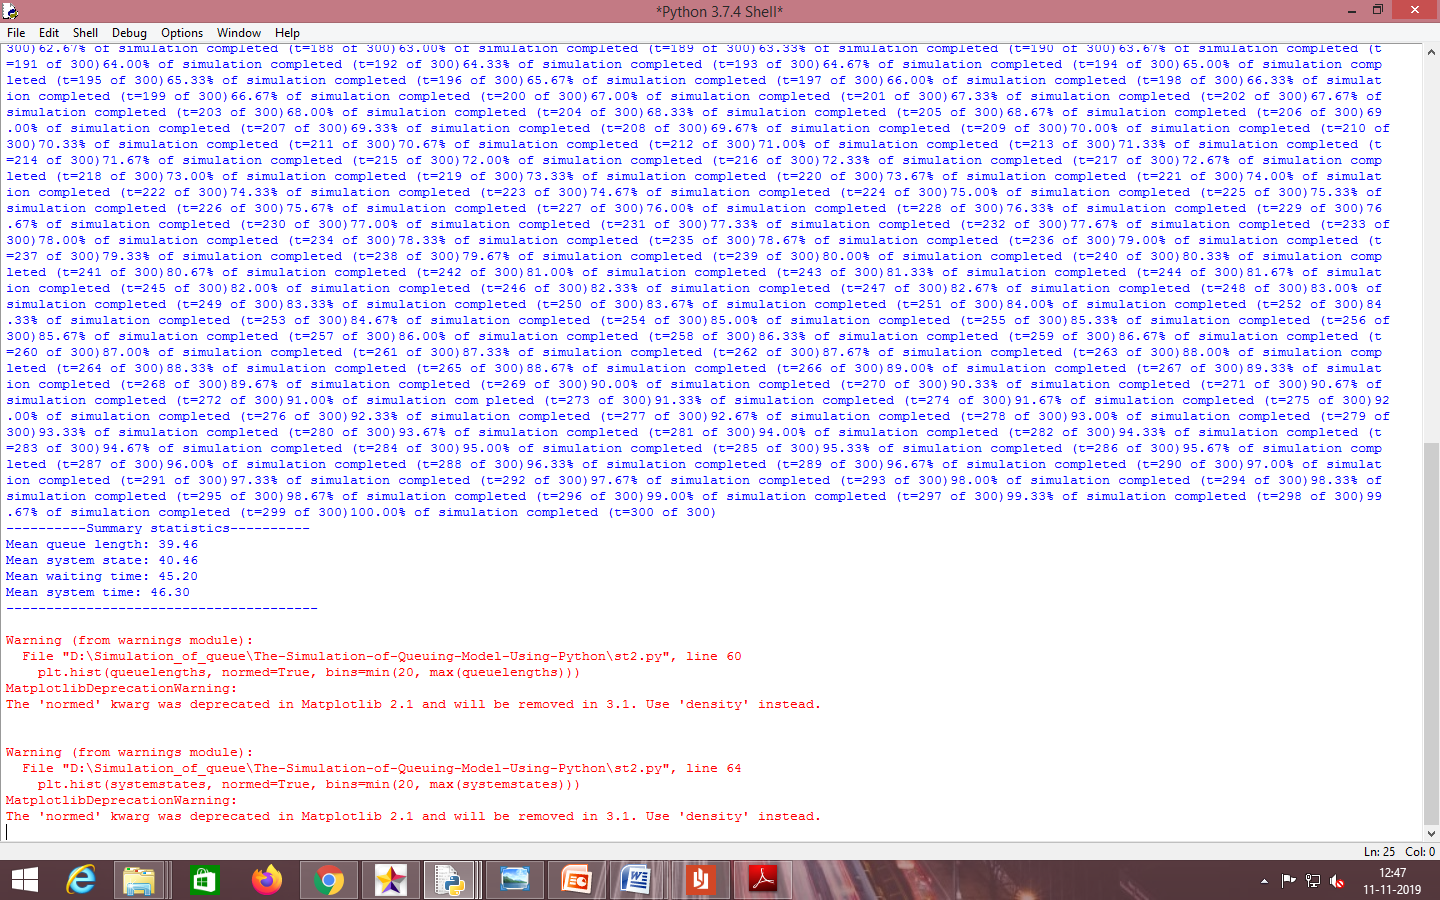 *Python 3.7.4 Shell*
File Edit Shell Debug Options Window Help
300)62.67% of simulation completed (t=188 of 300)63.00% of simulation completed (t=189 of 300)63.33% of simulation completed (t=190 of 300)63.67% of simulation completed (t
=191 of 300)64.00% of simulation completed (t=192 of 300)64.33% of simulation completed (t=193 of 300)64.67% of simulation completed (t=194 of 300)65.00% of simulation comp
leted (t=195 of 300)65.33% of simulation completed (t=196 of 300)65.67% of simulation completed (t=197 of 300)66.00% of simulation completed (t=198 of 300)66.33% of simulat
ion completed (t=199 of 300)66.67% of simulation completed (t=200 of 300)67.00% of simulation completed (t=201 of 300)67.33% of simulation completed (t=202 of 300)67.67% of
simulation completed (t=203 of 300)68.00% of simulation completed (t=204 of 300)68.33% of simulation completed (t=205 of 300)68.67% of simulation completed (t=206 of 300)69
.00% of simulation completed (t=207 of 300)69.33% of simulation completed (t=208 of 300)69.67% of simulation completed (t=209 of 300)70.00% of simulation completed (t=210 of
300)70.33% of simulation completed (t=211 of 300)70.67% of simulation completed (t=212 of 300)71.00% of simulation completed (t=213 of 300)71.33% of simulation completed (t
=214 of 300)71.67% of simulation completed (t=215 of 300)72.00% of simulation completed (t=216 of 300)72.33% of simulation completed (t=217 of 300)72.67% of simulation comp
leted (t=218 of 300)73.00% of simulation completed (t=219 of 300)73.33% of simulation completed (t=220 of 300)73.67% of simulation completed (t=221 of 300)74.00% of simulat
ion completed (t=222 of 300)74.33% of simulation completed (t=223 of 300)74.67% of simulation completed (t=224 of 300)75.00% of simulation completed (t=225 of 300)75.33% of
simulation completed (t=226 of 300)75.67% of simulation completed (t=227 of 300)76.00% of simulation completed (t=228 of 300)76.33% of simulation completed (t=229 of 300)76
.67% of simulation completed (t=230 of 300)77.00% of simulation completed (t=231 of 300)77.33% of simulation completed (t=232 of 300)77.67% of simulation completed (t=233 of
300)78.00% of simulation completed (t=234 of 300)78.33% of simulation completed (t=235 of 300)78.67% of simulation completed (t=236 of 300)79.00% of simulation completed (t
=237 of 300)79.33% of simulation completed (t=238 of 300)79.67% of simulation completed (t=239 of 300)80.00% of simulation completed (t=240 of 300)80.33% of simulation comp
leted (t=241 of 300)80.67% of simulation completed (t=242 of 300)81.00% of simulation completed (t=243 of 300)81.33% of simulation completed (t=244 of 300)81.67% of simulat
ion completed (t=245 of 300)82.00% of simulation completed (t=246 of 300)82.33% of simulation completed (t=247 of 300)82.67% of simulation completed (t=248 of 300)83.00% of
simulation completed (t=249 of 300)83.33% of simulation completed (t=250 of 300)83.67% of simulation completed (t=251 of 300)84.00% of simulation completed (t=252 of 300)84
.33% of simulation completed (t=253 of 300)84.67% of simulation completed (t=254 of 300)85.00% of simulation completed (t=255 of 300)85.33% of simulation completed (t=256 of
300)85.67% of simulation completed (t=257 of 300)86.00% of simulation completed (t=258 of 300)86.33% of simulation completed (t=259 of 300)86.67% of simulation completed (t
=260 of 300)87.00% of simulation completed (t=261 of 300)87.33% of simulation completed (t=262 of 300)87.67% of simulation completed (t=263 of 300)88.00% of simulation comp
leted (t=264 of 300)88.33% of simulation completed (t=265 of 300)88.67% of simulation completed (t=266 of 300)89.00% of simulation completed (t=267 of 300)89.33% of simulat
ion completed (t=268 of 300)89.67% of simulation completed (t=269 of 300)90.00% of simulation completed (t=270 of 300)90.33% of simulation completed (t=271 of 300)90.67% of
simulation completed (t=272 of 300)91.00% of simulation com pleted (t=273 of 300)91.33% of simulation completed (t=274 of 300)91.67% of simulation completed (t=275 of 300)92
.00% of simulation completed (t=276 of 300)92.33% of simulation completed (t=277 of 300)92.67% of simulation completed (t=278 of 300)93.00% of simulation completed (t=279 of
300)93.33% of simulation completed (t=280 of 300)93.67% of simulation completed (t=281 of 300)94.00% of simulation completed (t=282 of 300)94.33% of simulation completed (t
=283 of 300)94.67% of simulation completed (t=284 of 300)95.00% of simulation completed (t=285 of 300)95.33% of simulation completed (t=286 of 300)95.67% of simulation comp
leted (t=287 of 300)96.00% of simulation completed (t=288 of 300)96.33% of simulation completed (t=289 of 300)96.67% of simulation completed (t=290 of 300)97.00% of simulat
ion completed (t=291 of 300)97.33% of simulation completed (t=292 of 300)97.67% of simulation completed (t=293 of 300)98.00% of simulation completed (t=294 of 300)98.33% of
simulation completed (t=295 of 300)98.67% of simulation completed (t=296 of 300)99.00% of simulation completed (t=297 of 300)99.33% of simulation completed (t=298 of 300)99
.67% of simulation completed (t=299 of 300)100.00% of simulation completed (t=300 of 300)
----------Summary statistics----------
Mean queue length: 39.46
Mean system state: 40.46
Mean waiting time: 45.20
Mean system time: 46.30
---------------------------------------
Warning (from warnings module):
File "D:\Simulation_of_queue\The-Simulation-of-Queuing-Model-Using-Python\st2.py", line 60
plt.hist(queuelengths, normed=True, bins=min(20, max(queuelengths)))
MatplotlibDeprecationWarning:
The 'normed' kwarg was deprecated in Matplotlib 2.1 and will be removed in 3.1. Use 'density' instead.
Warning (from warnings module):
File "D:\Simulation_of_queue\The-Simulation-of-Queuing-Model-Using-Python\st2.py", line 64
plt.hist(systemstates, normed=True, bins=min(20, max(systemstates)))
MatplotlibDeprecationWarning:
The 'normed' kwarg was deprecated in Matplotlib 2.1 and will be removed in 3.1. Use 'density' instead.
Ln: 25 Col: 0
12:47
11-11-2019